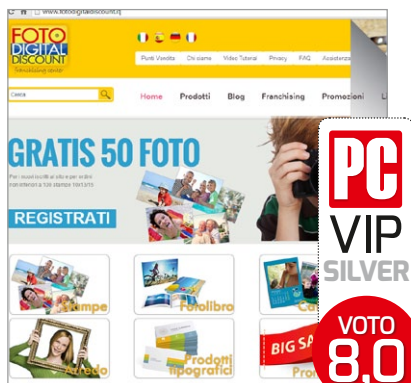 www.fotodigitaldiscount.it
FOTO
DIGITAL
DISCOUNT
Punti Vendita Chi siamo Video Tutorial Privacy FAQ Assistenza
Cerca
Home Prodotti Blog Franchising Promozioni
GRATIS 50 FOTO
REGISTRATI
Stampe
Fotolibro
Arredo
Prodotti
tipografici
BIG SA
PC
VIP
SILVER
VOTO
8,0